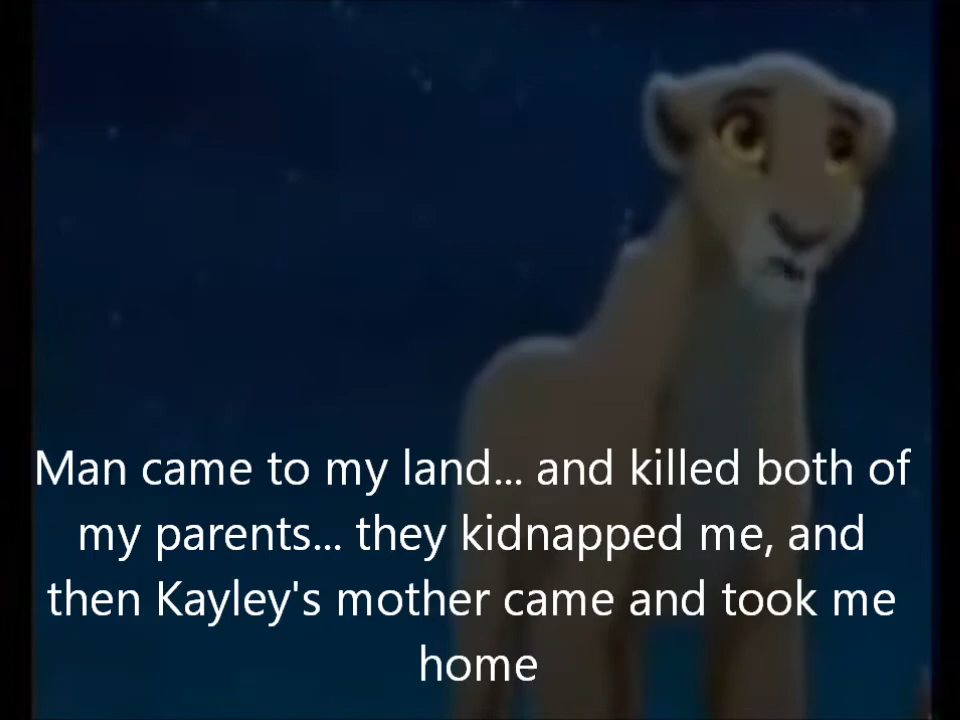 Man came to my land... and killed both of
my parents... they kidnapped me, and
then Kayley's mother came and took me
home